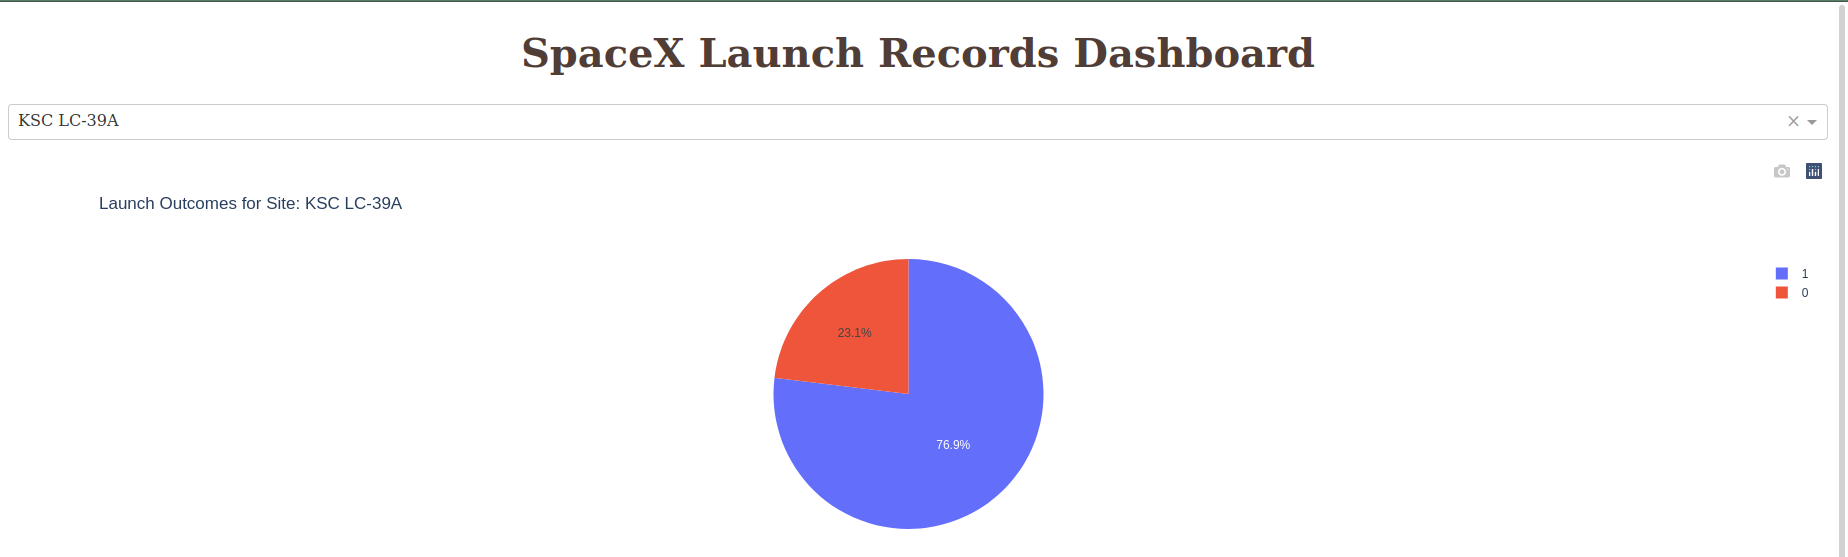 SpaceX Launch Records Dashboard
KSC LC-39A
Launch Outcomes for Site: KSC LC-39A
1
0
23.1%
76.9%